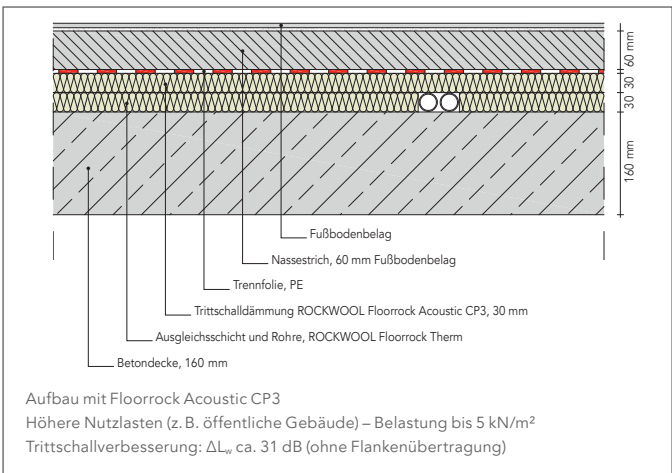 60 mm
30
30
160 mm
Fußbodenbelag
Nassestrich, 60 mm Fußbodenbelag
Trennfolie, PE
Trittschalldämmung ROCKWOOL Floorrock Acoustic CP3, 30 mm
Ausgleichsschicht und Rohre, ROCKWOOL Floorrock Therm
Betondecke, 160 mm
Aufbau mit Floorrock Acoustic CP3
Höhere Nutzlasten (z. B. öffentliche Gebäude) – Belastung bis 5 kN/m²
Trittschallverbesserung: ΔLw ca. 31 dB (ohne Flankenübertragung)